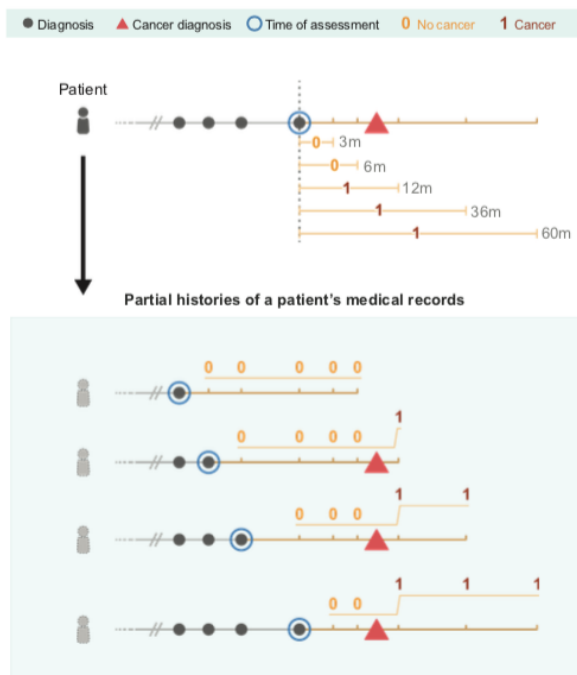 Diagnosis Cancer diagnosis Time of assessment 0 No cancer 1 Cancer
Patient
0 3m
0 6m
1 12m
1 36m
1 60m
Partial histories of a patient's medical records
0 0 0 0 0
1
0 0 0 0
1 1
0 0 0
1 1 1
0 0